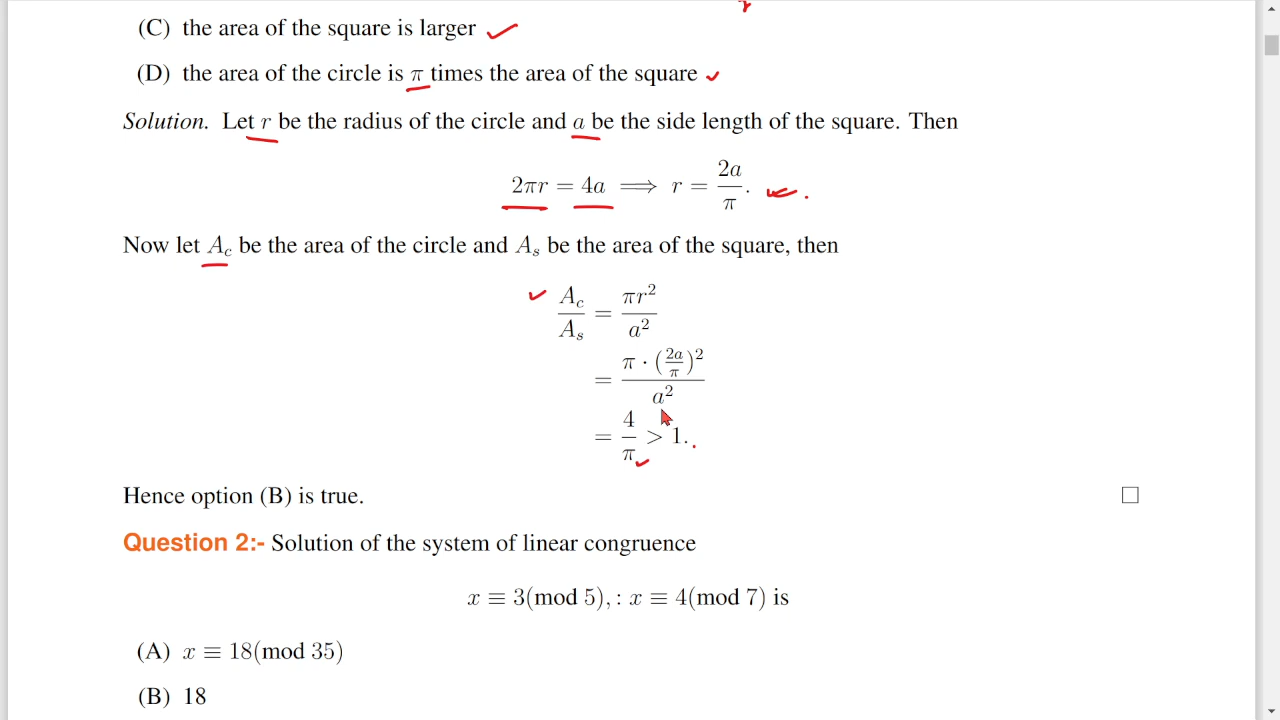 (C) the area of the square is larger
(D) the area of the circle is π times the area of the square
Solution. Let r be the radius of the circle and a be the side length of the square. Then
2πr = 4a ⟹ r = 2a/π.
Now let A_c be the area of the circle and A_s be the area of the square, then
A_c/A_s = πr²/a²
= π · (2a/π)²/a²
= 4/π > 1.
Hence option (B) is true. □
Question 2:- Solution of the system of linear congruence
x ≡ 3(mod 5), : x ≡ 4(mod 7) is
(A) x ≡ 18(mod 35)
(B) 18